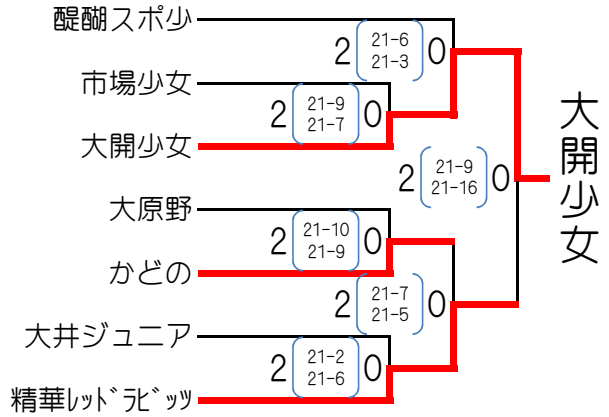 醍醐スポ少
2 21-6 0
21-3
市場少女
2 21-9 0
21-7
大開少女
大開少女
2 21-9 0
21-16
大原野
2 21-10 0
21-9
かどの
2 21-7 0
21-5
大井ジュニア
2 21-2 0
21-6
精華ﾚｯﾄﾞﾗﾋﾞｯﾂ